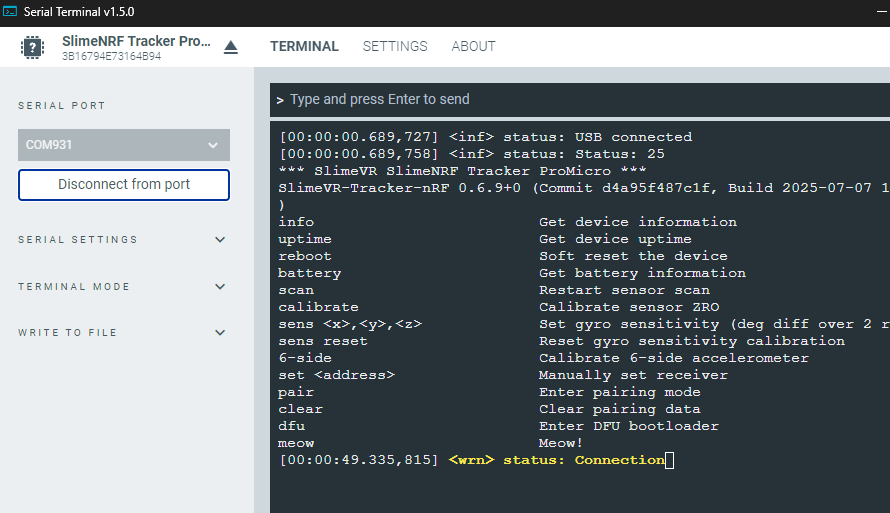 Serial Terminal v1.5.0
SlimeNRF Tracker Pro...
3B16794E73164B94
TERMINAL SETTINGS ABOUT
SERIAL PORT
COM931
Disconnect from port
SERIAL SETTINGS
TERMINAL MODE
WRITE TO FILE
> Type and press Enter to send
[00:00:00.689,727] <inf> status: USB connected
[00:00:00.689,758] <inf> status: Status: 25
*** SlimeVR SlimeNRF Tracker ProMicro ***
SlimeVR-Tracker-nRF 0.6.9+0 (Commit d4a95f487c1f, Build 2025-07-07 1
)
info Get device information
uptime Get device uptime
reboot Soft reset the device
battery Get battery information
scan Restart sensor scan
calibrate Calibrate sensor ZRO
sens <x>,<y>,<z> Set gyro sensitivity (deg diff over 2 r
sens reset Reset gyro sensitivity calibration
6-side Calibrate 6-side accelerometer
set <address> Manually set receiver
pair Enter pairing mode
clear Clear pairing data
dfu Enter DFU bootloader
meow Meow!
[00:00:49.335,815] <wrn> status: Connection